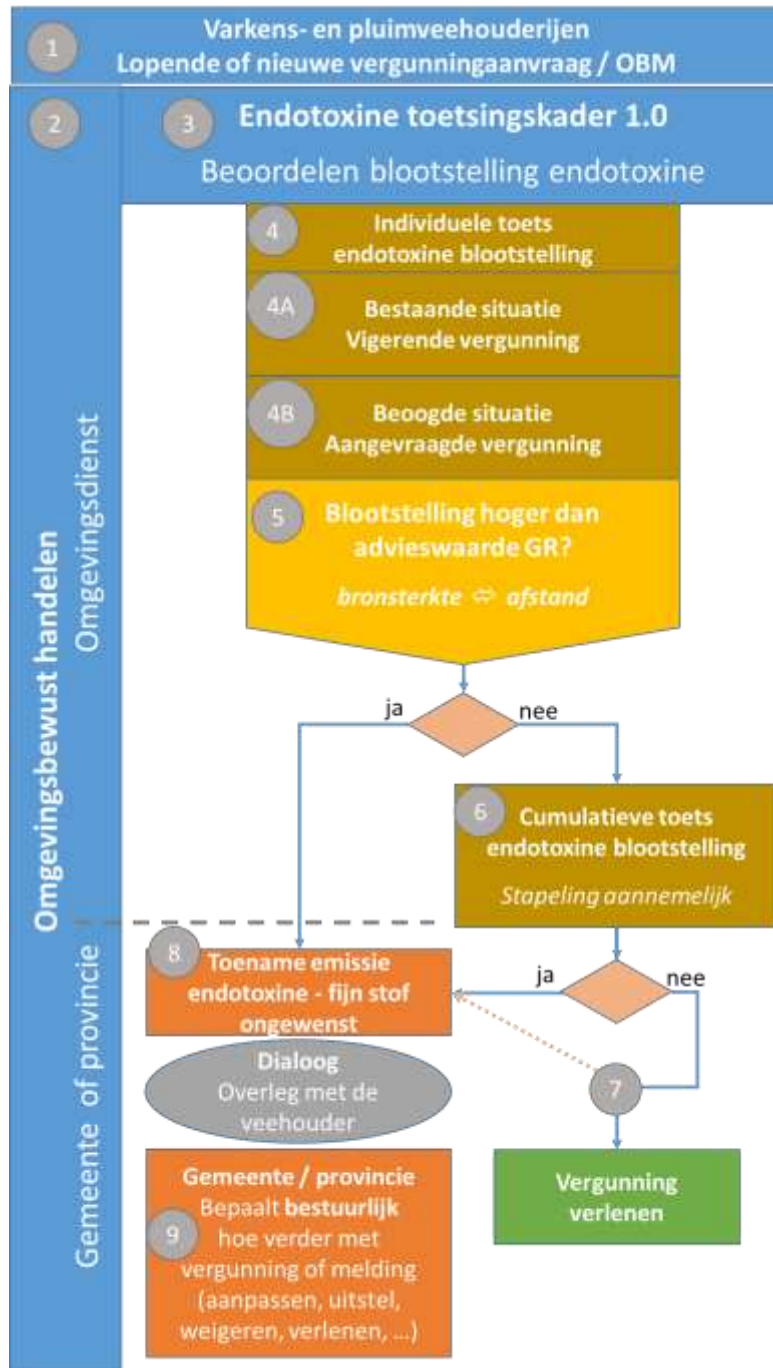 1
Varkens- en pluimveehouderijen
Lopende of nieuwe vergunningaanvraag / OBM
2
Omgevingsbewust handelen
Omgevingsdienst
Gemeente of provincie
3
Endotoxine toetsingskader 1.0
Beoordelen blootstelling endotoxine
4
Individuele toets
endotoxine blootstelling
4A
Bestaande situatie
Vigerende vergunning
4B
Beoogde situatie
Aangevraagde vergunning
5
Blootstelling hoger dan
advieswaarde GR?
bronsterkte ⇔ afstand
ja
nee
6
Cumulatieve toets
endotoxine blootstelling
Stapeling aannemelijk
8
Toename emissie
endotoxine - fijn stof
ongewenst
ja
nee
Dialoog
Overleg met de
veehouder
7
Gemeente / provincie
Bepaalt bestuurlijk
9
hoe verder met
vergunning of melding
(aanpassen, uitstel,
weigeren, verlenen, ...)
Vergunning
verlenen